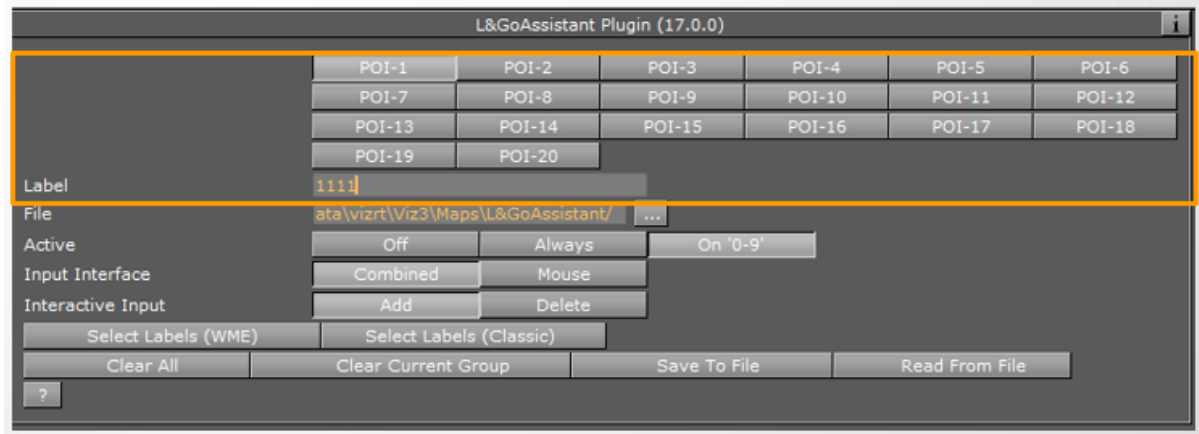 L&GoAssistant Plugin (17.0.0) i
POI-1 POI-2 POI-3 POI-4 POI-5 POI-6
POI-7 POI-8 POI-9 POI-10 POI-11 POI-12
POI-13 POI-14 POI-15 POI-16 POI-17 POI-18
POI-19 POI-20
Label 1111
File ata\vizrt\Viz3\Maps\L&GoAssistant/ ...
Active Off Always On '0-9'
Input Interface Combined Mouse
Interactive Input Add Delete
Select Labels (WME) Select Labels (Classic)
Clear All Clear Current Group Save To File Read From File
?